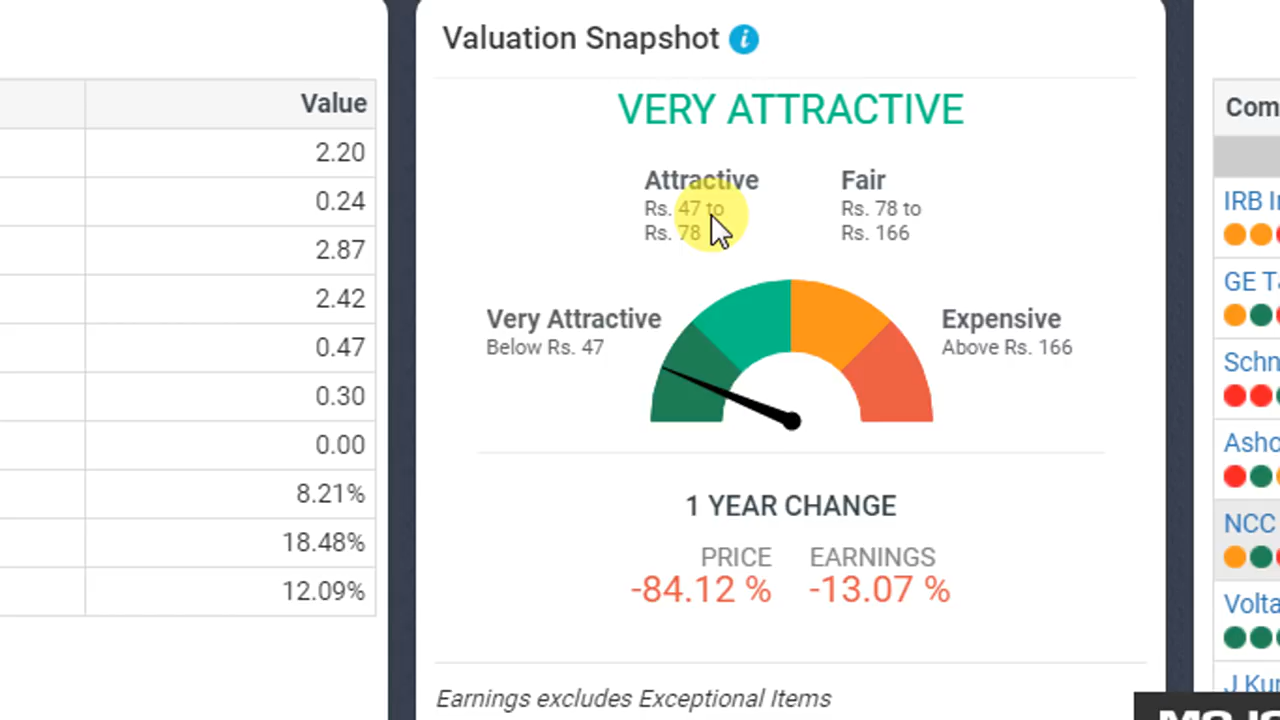 Value
2.20
0.24
2.87
2.42
0.47
0.30
0.00
8.21%
18.48%
12.09%
Valuation Snapshot i
VERY ATTRACTIVE
Attractive
Rs. 47 to
Rs. 78
Fair
Rs. 78 to
Rs. 166
Very Attractive
Below Rs. 47
Expensive
Above Rs. 166
1 YEAR CHANGE
PRICE EARNINGS
-84.12 % -13.07 %
Earnings excludes Exceptional Items
Com
IRB I
GE T
Schn
Asho
NCC
Volta
J Kur